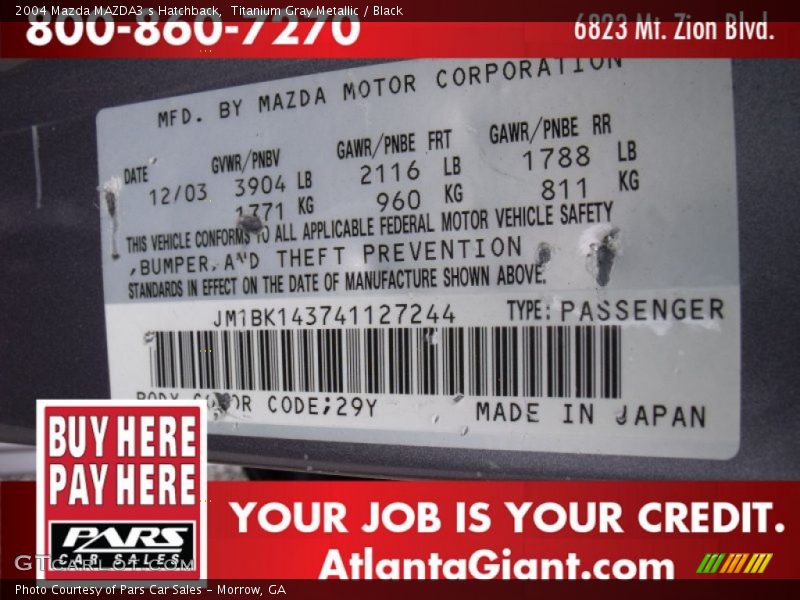 2004 Mazda MAZDA3 s Hatchback, Titanium Gray Metallic / Black
800-860-7270 6823 Mt. Zion Blvd.
MFD. BY MAZDA MOTOR CORPORATION
DATE GVWR/PNBV GAWR/PNBE FRT GAWR/PNBE RR
12/03 3904 LB 2116 LB 1788 LB
1771 KG 960 KG 811 KG
THIS VEHICLE CONFORMS TO ALL APPLICABLE FEDERAL MOTOR VEHICLE SAFETY
,BUMPER,AND THEFT PREVENTION
STANDARDS IN EFFECT ON THE DATE OF MANUFACTURE SHOWN ABOVE.
JM1BK143741127244 TYPE: PASSENGER
BODY COLOR CODE;29Y MADE IN JAPAN
BUY HERE
PAY HERE
PARS
CAR SALES
YOUR JOB IS YOUR CREDIT.
AtlantaGiant.com
GTCARLOT.COM
Photo Courtesy of Pars Car Sales - Morrow, GA